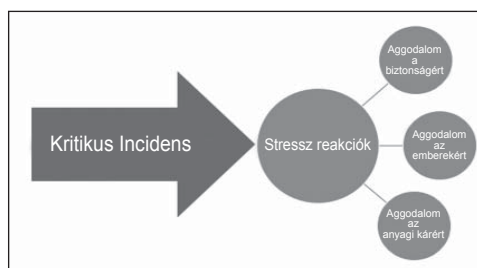 Kritikus Incidens
Stressz reakciók
Aggodalom
a
biztonságért
Aggodalom
az
emberekért
Aggodalom
az
anyagi kárért